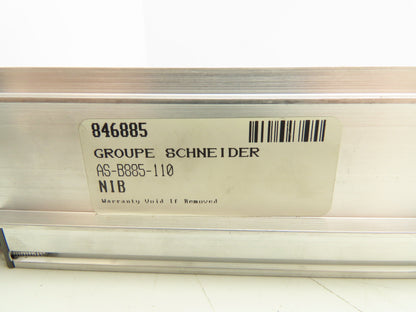 846885
GROUPE SCHNEIDER
AS-B885-110
NIB
Warranty Void If Removed